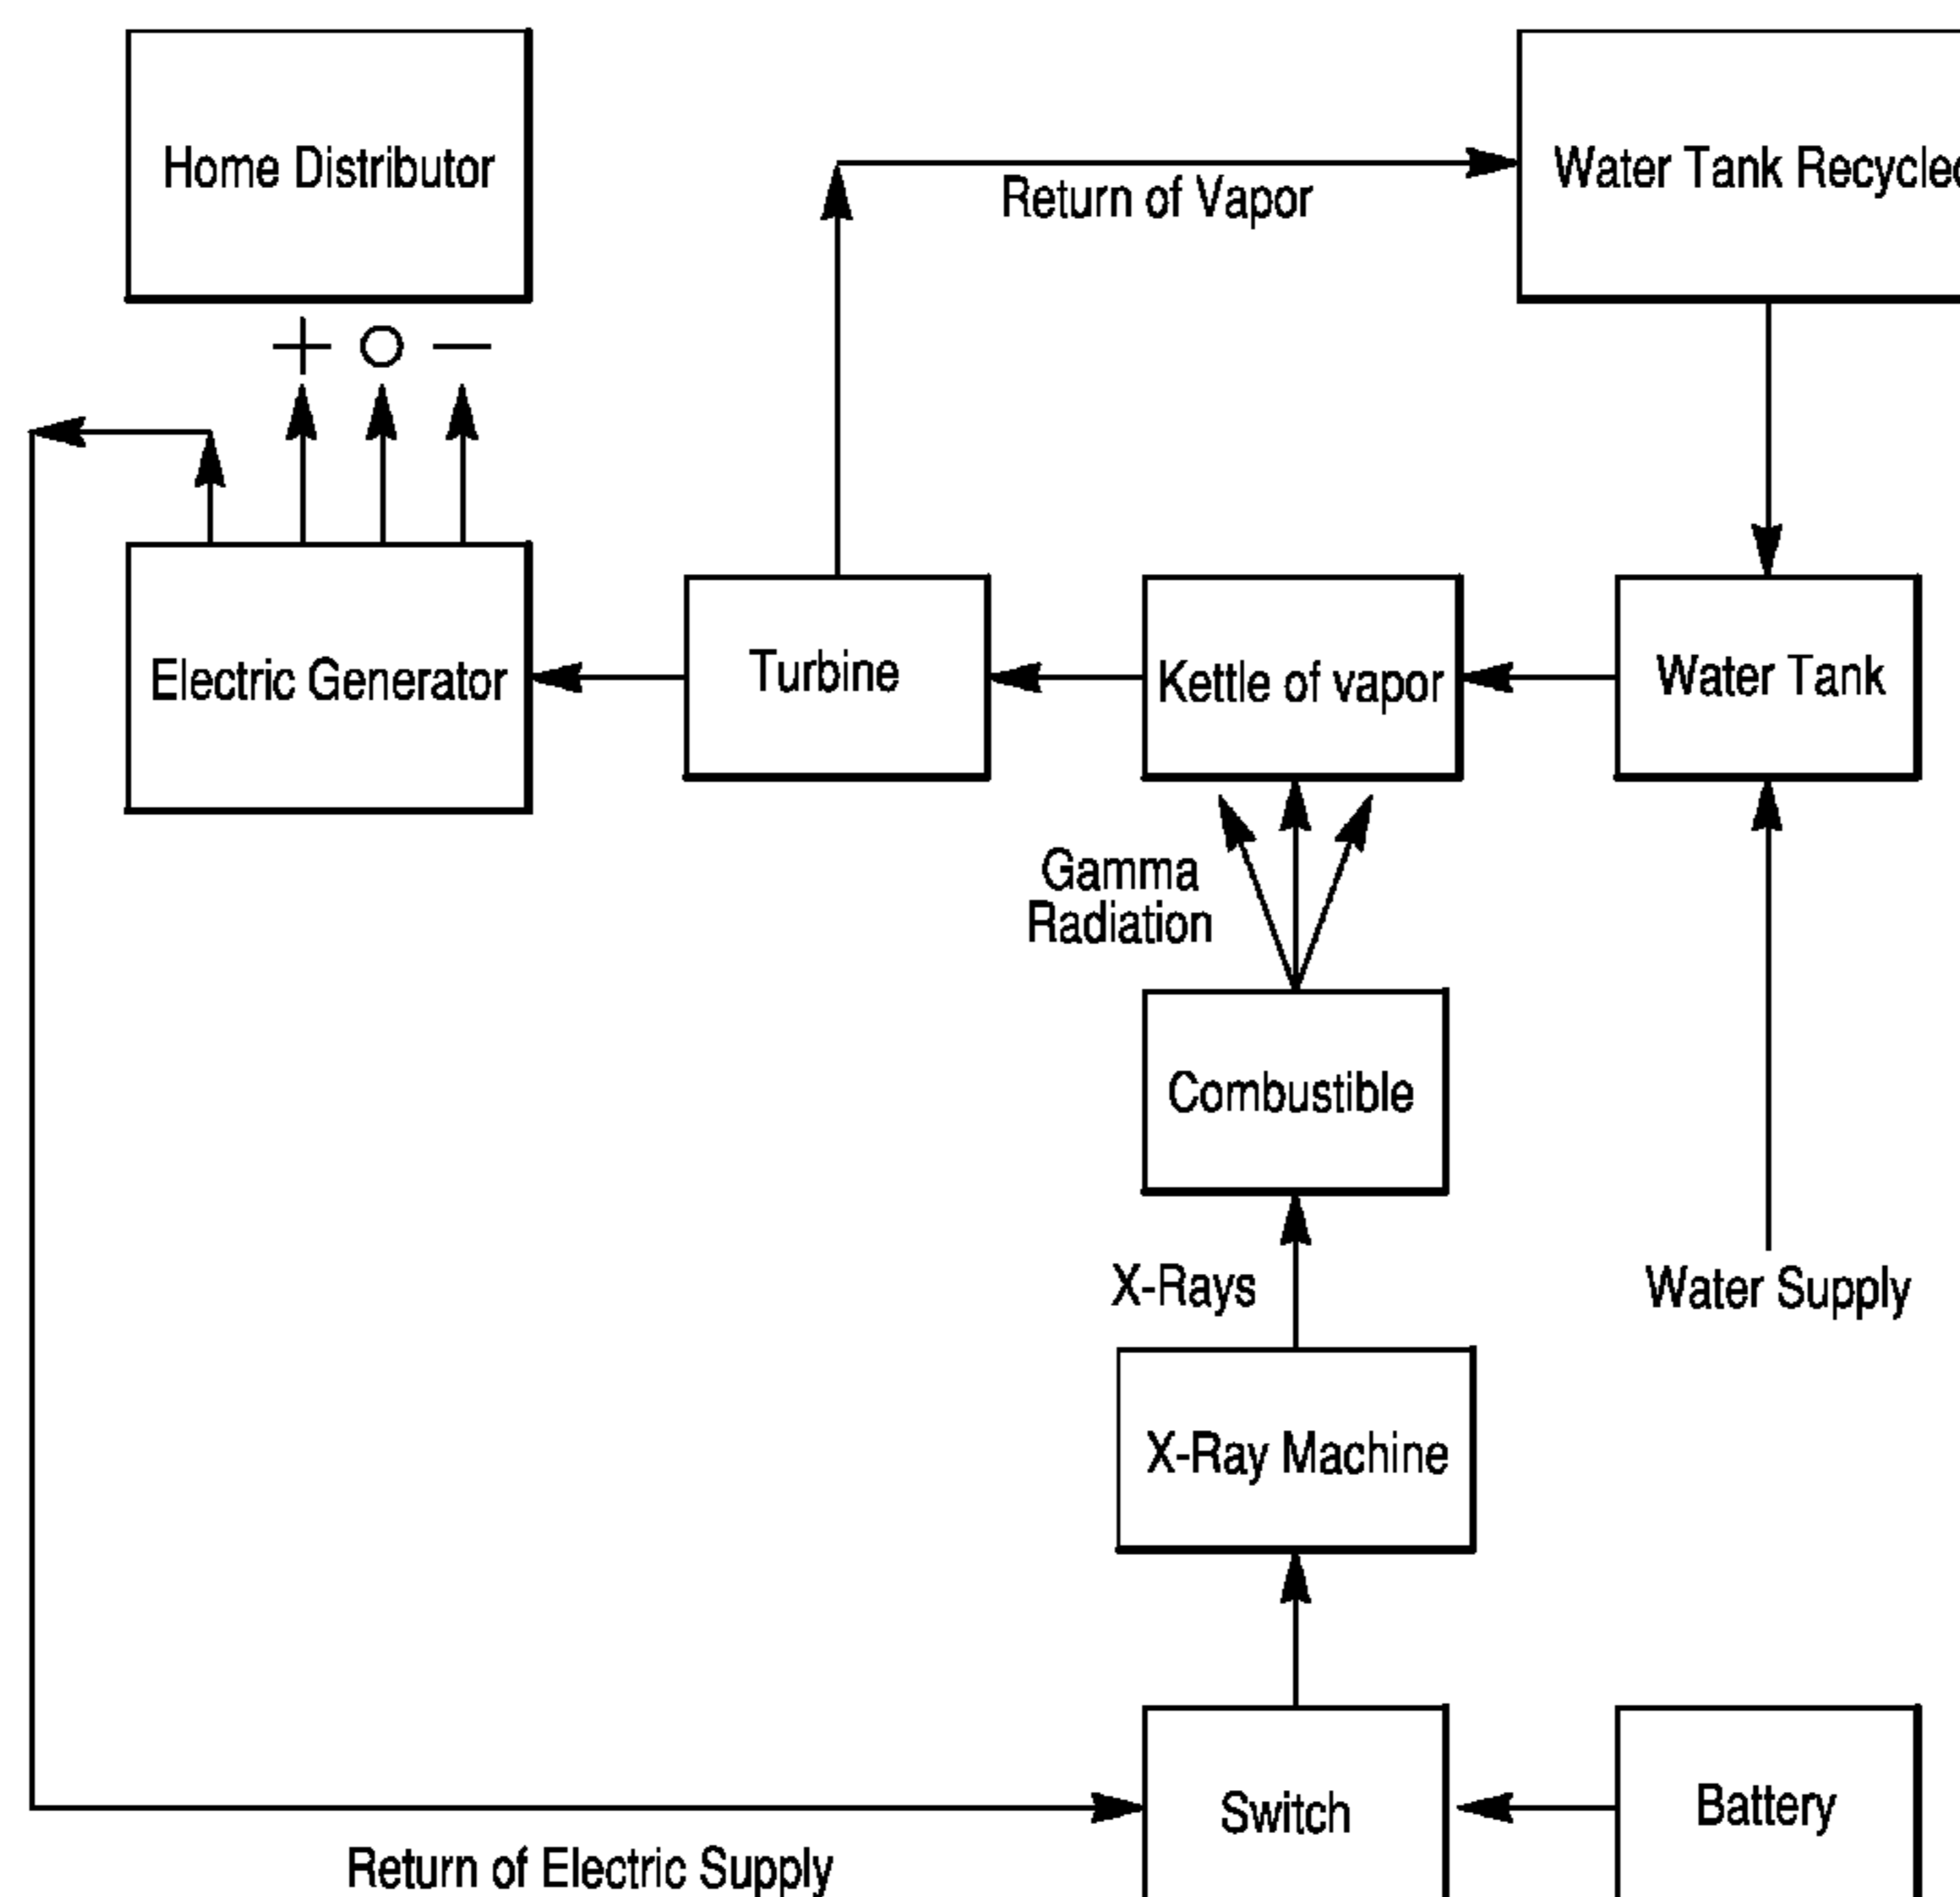 Home Distributor
Water Tank Recycled
Return of Vapor
+ O —
Electric Generator
Turbine
Kettle of vapor
Water Tank
Gamma
Radiation
Combustible
X-Rays
Water Supply
X-Ray Machine
Switch
Battery
Return of Electric Supply